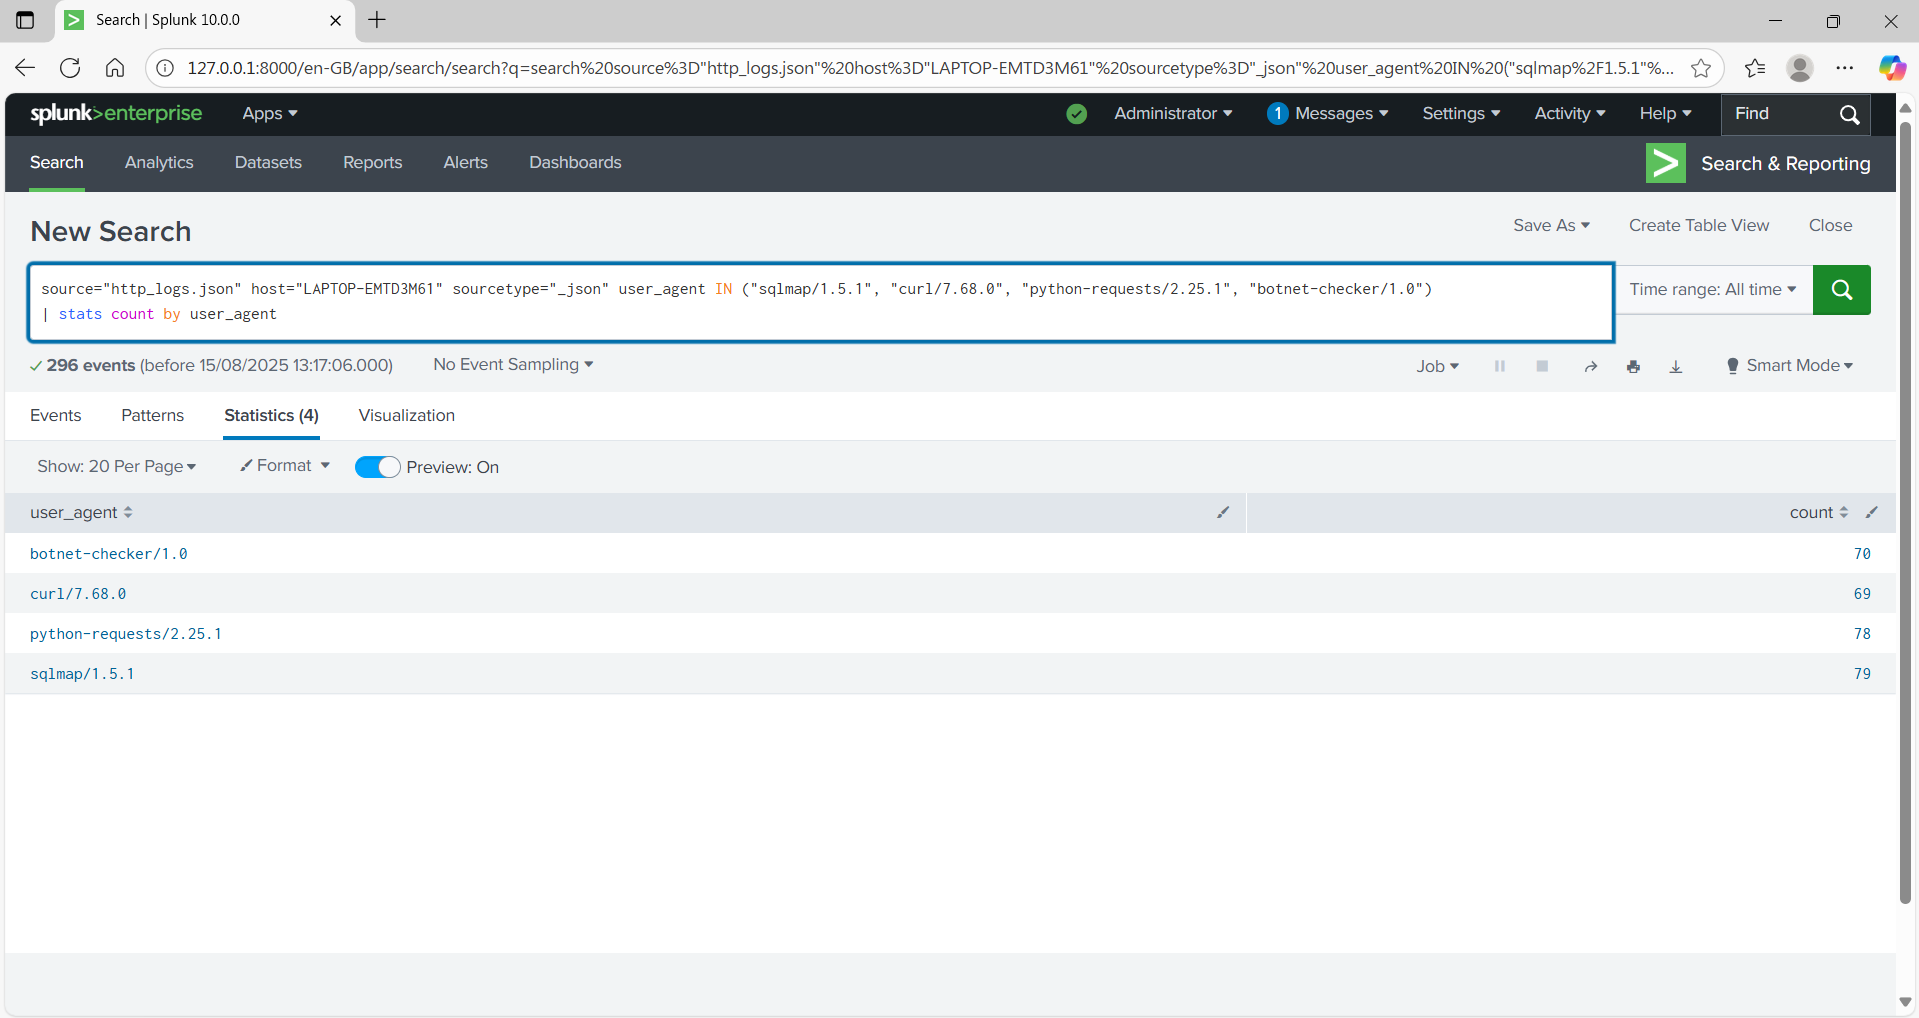 Search | Splunk 10.0.0
127.0.0.1:8000/en-GB/app/search/search?q=search%20source%3D"http_logs.json"%20host%3D"LAPTOP-EMTD3M61"%20sourcetype%3D"_json"%20user_agent%20IN%20("sqlmap%2F1.5.1"%...
splunk>enterprise Apps Administrator 1 Messages Settings Activity Help Find
Search Analytics Datasets Reports Alerts Dashboards > Search & Reporting
New Search Save As Create Table View Close
source="http_logs.json" host="LAPTOP-EMTD3M61" sourcetype="_json" user_agent IN ("sqlmap/1.5.1", "curl/7.68.0", "python-requests/2.25.1", "botnet-checker/1.0")
| stats count by user_agent
Time range: All time
296 events (before 15/08/2025 13:17:06.000) No Event Sampling Job Smart Mode
Events Patterns Statistics (4) Visualization
Show: 20 Per Page Format Preview: On
user_agent count
botnet-checker/1.0 70
curl/7.68.0 69
python-requests/2.25.1 78
sqlmap/1.5.1 79